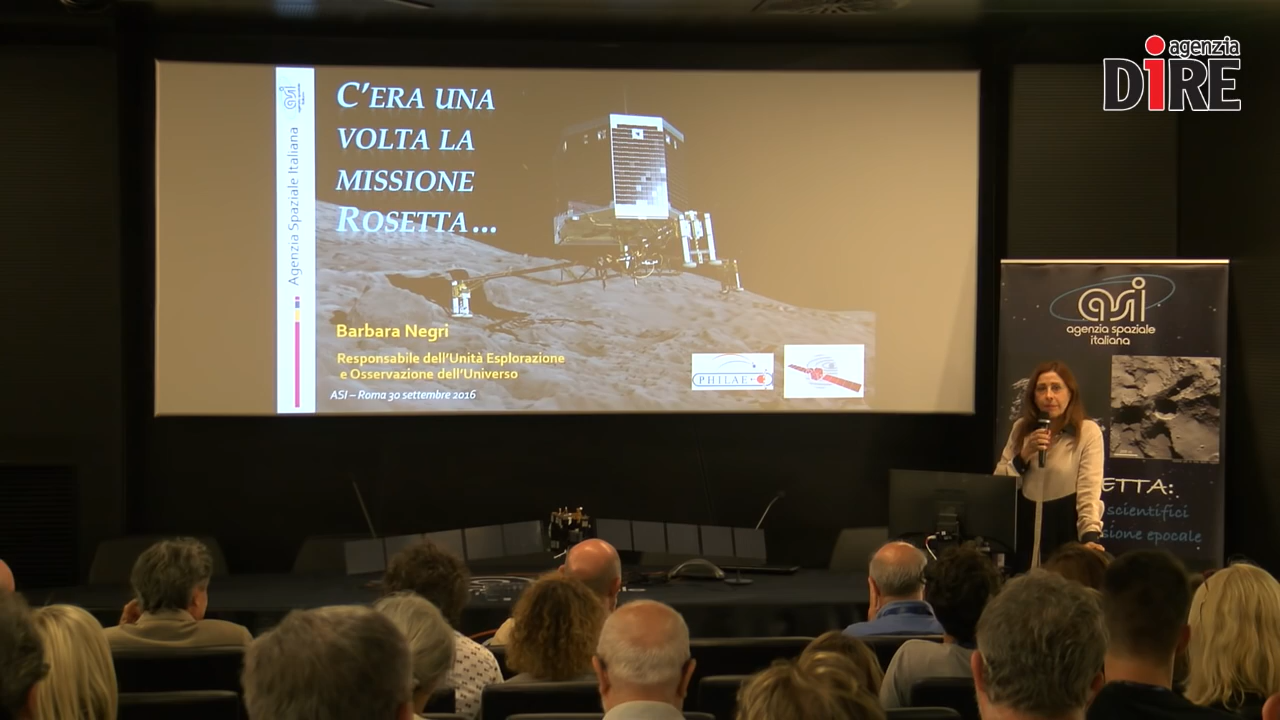 agenzia
DiRE
asi
Agenzia Spaziale Italiana
C'ERA UNA
VOLTA LA
MISSIONE
ROSETTA...
Barbara Negri
Responsabile dell'Unità Esplorazione
e Osservazione dell'Universo
ASI – Roma 30 settembre 2016
PHILAE
asi
agenzia spaziale
italiana
ETTA:
scientifici
sione epocale